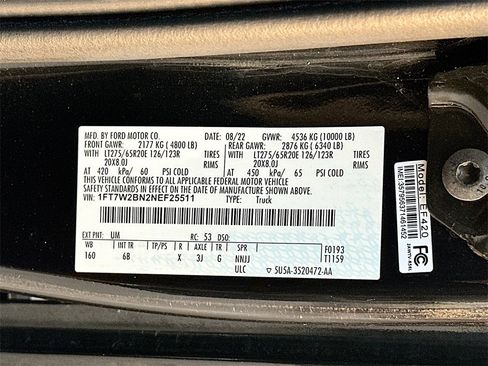 MFD. BY FORD MOTOR CO. 08/22 GVWR: 4536 KG (10000 LB)
FRONT GAWR: 2177 KG ( 4800 LB) REAR GAWR: 2876 KG ( 6340 LB)
WITH LT275/65R20E 126/123R TIRES WITH LT275/65R20E 126/123R TIRES
20X8.0J RIMS 20X8.0J RIMS
AT 420 kPa/ 60 PSI COLD AT 450 kPa/ 65 PSI COLD
THIS VEHICLE CONFORMS TO ALL APPLICABLE FEDERAL MOTOR VEHICLE
SAFETY STANDARDS IN EFFECT ON THE DATE OF MANUFACTURE SHOWN ABOVE.
VIN: 1FT7W2BN2NEF25511 TYPE: Truck
EXT PNT: UM RC: 53 DSO: F0193
WB INT TR TP/PS R AXLE TR SPR T1159
160 6B X 3J G NNJJ
ULC 5U5A-3520472-AA
Model: EF420
IMEI:357956371461452
FC